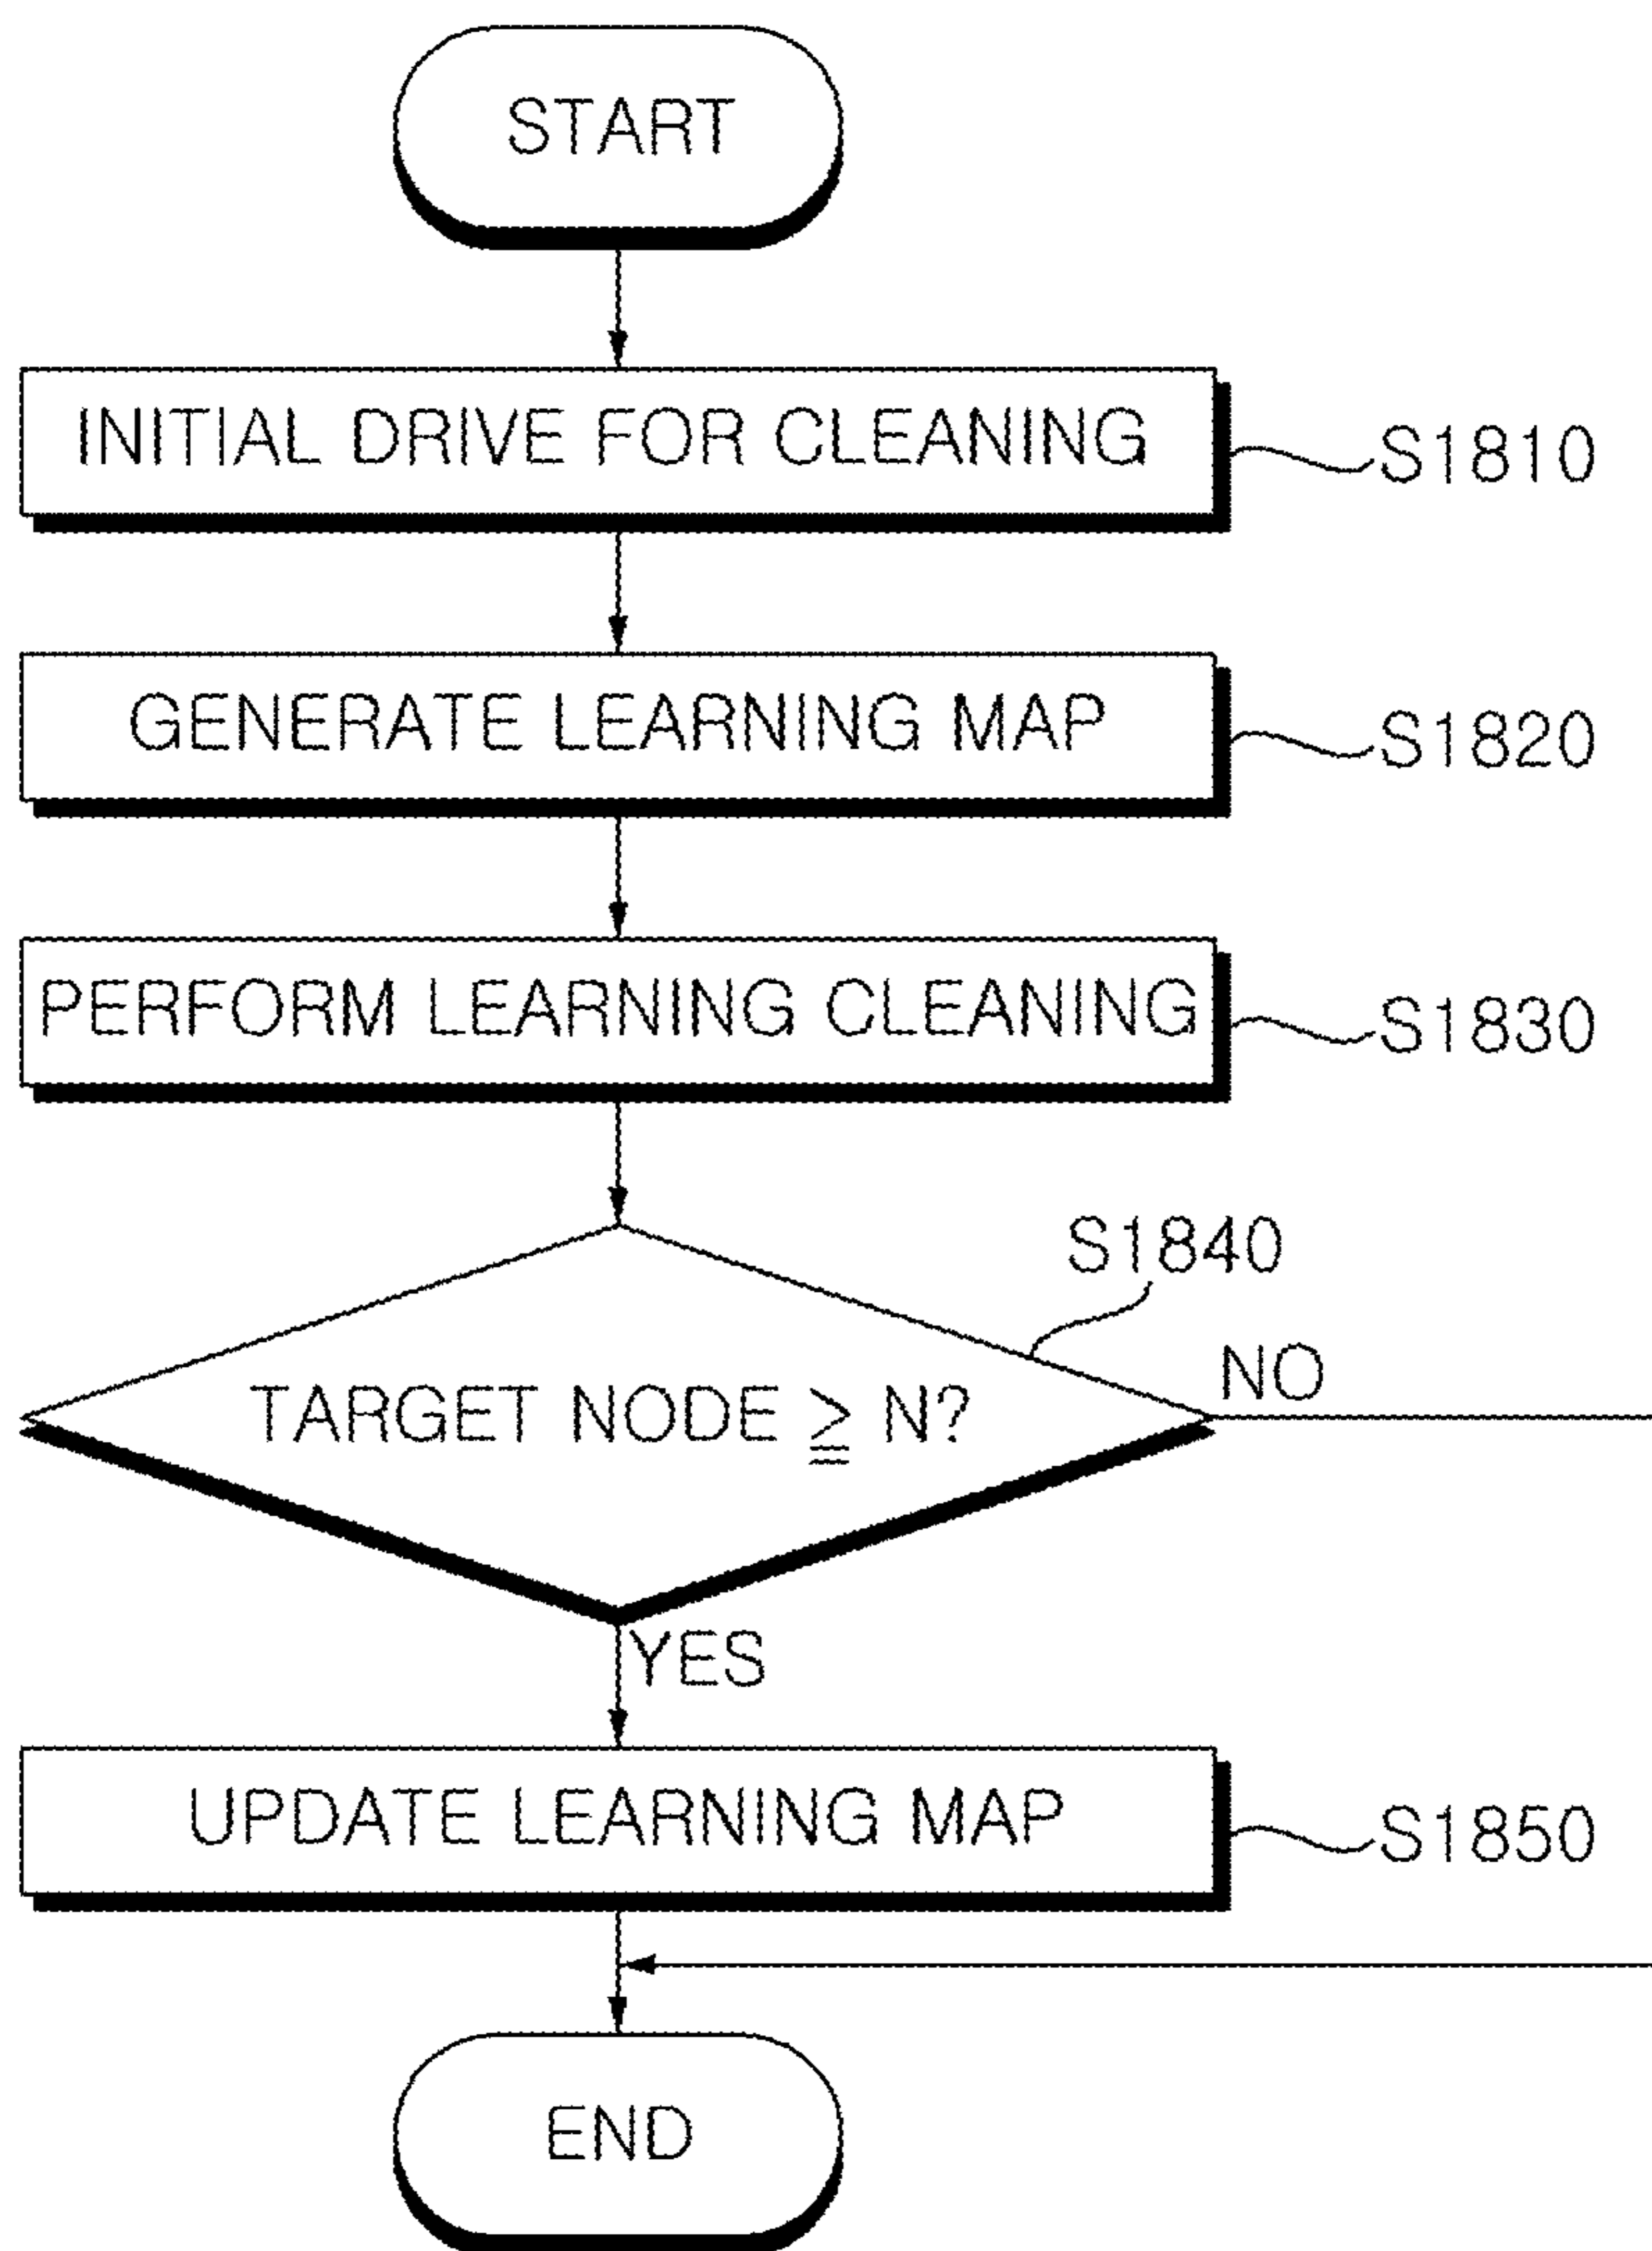 START
INITIAL DRIVE FOR CLEANING
S1810
GENERATE LEARNING MAP
S1820
PERFORM LEARNING CLEANING
S1830
S1840
TARGET NODE ≧ N?
NO
YES
UPDATE LEARNING MAP
S1850
END